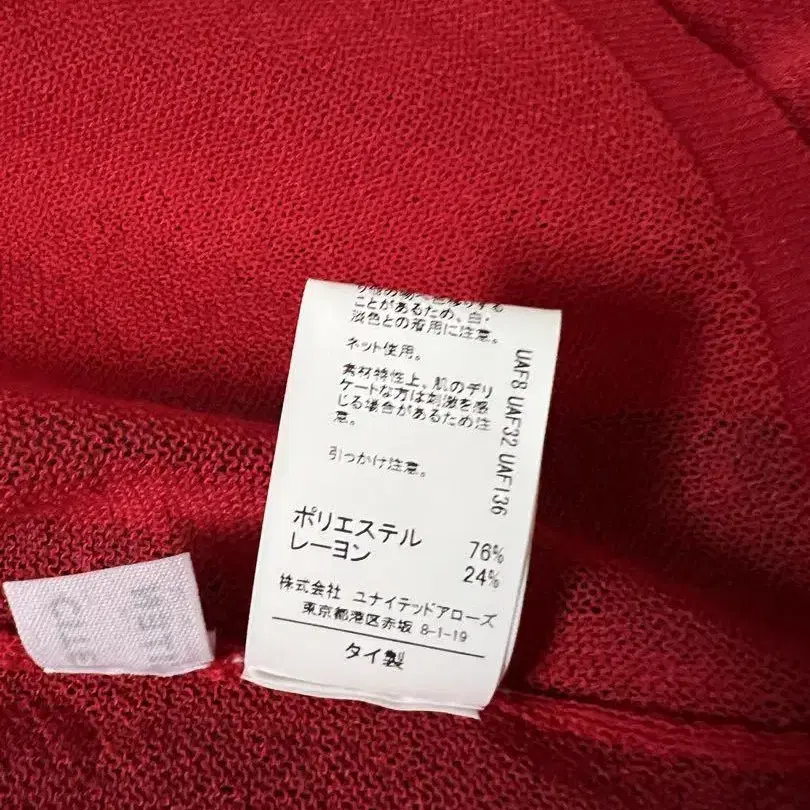 ことがあるため、白・
淡色との着用に注意。
ネット使用。
素材特性上、肌のデリ
ケートな方は刺激を感
じる場合があるため注
意。
引っかけ注意。
ポリエステル 76%
レーヨン 24%
株式会社 ユナイテッドアローズ
東京都港区赤坂 8-1-19
タイ製
UAF8 UAF32 UAF136